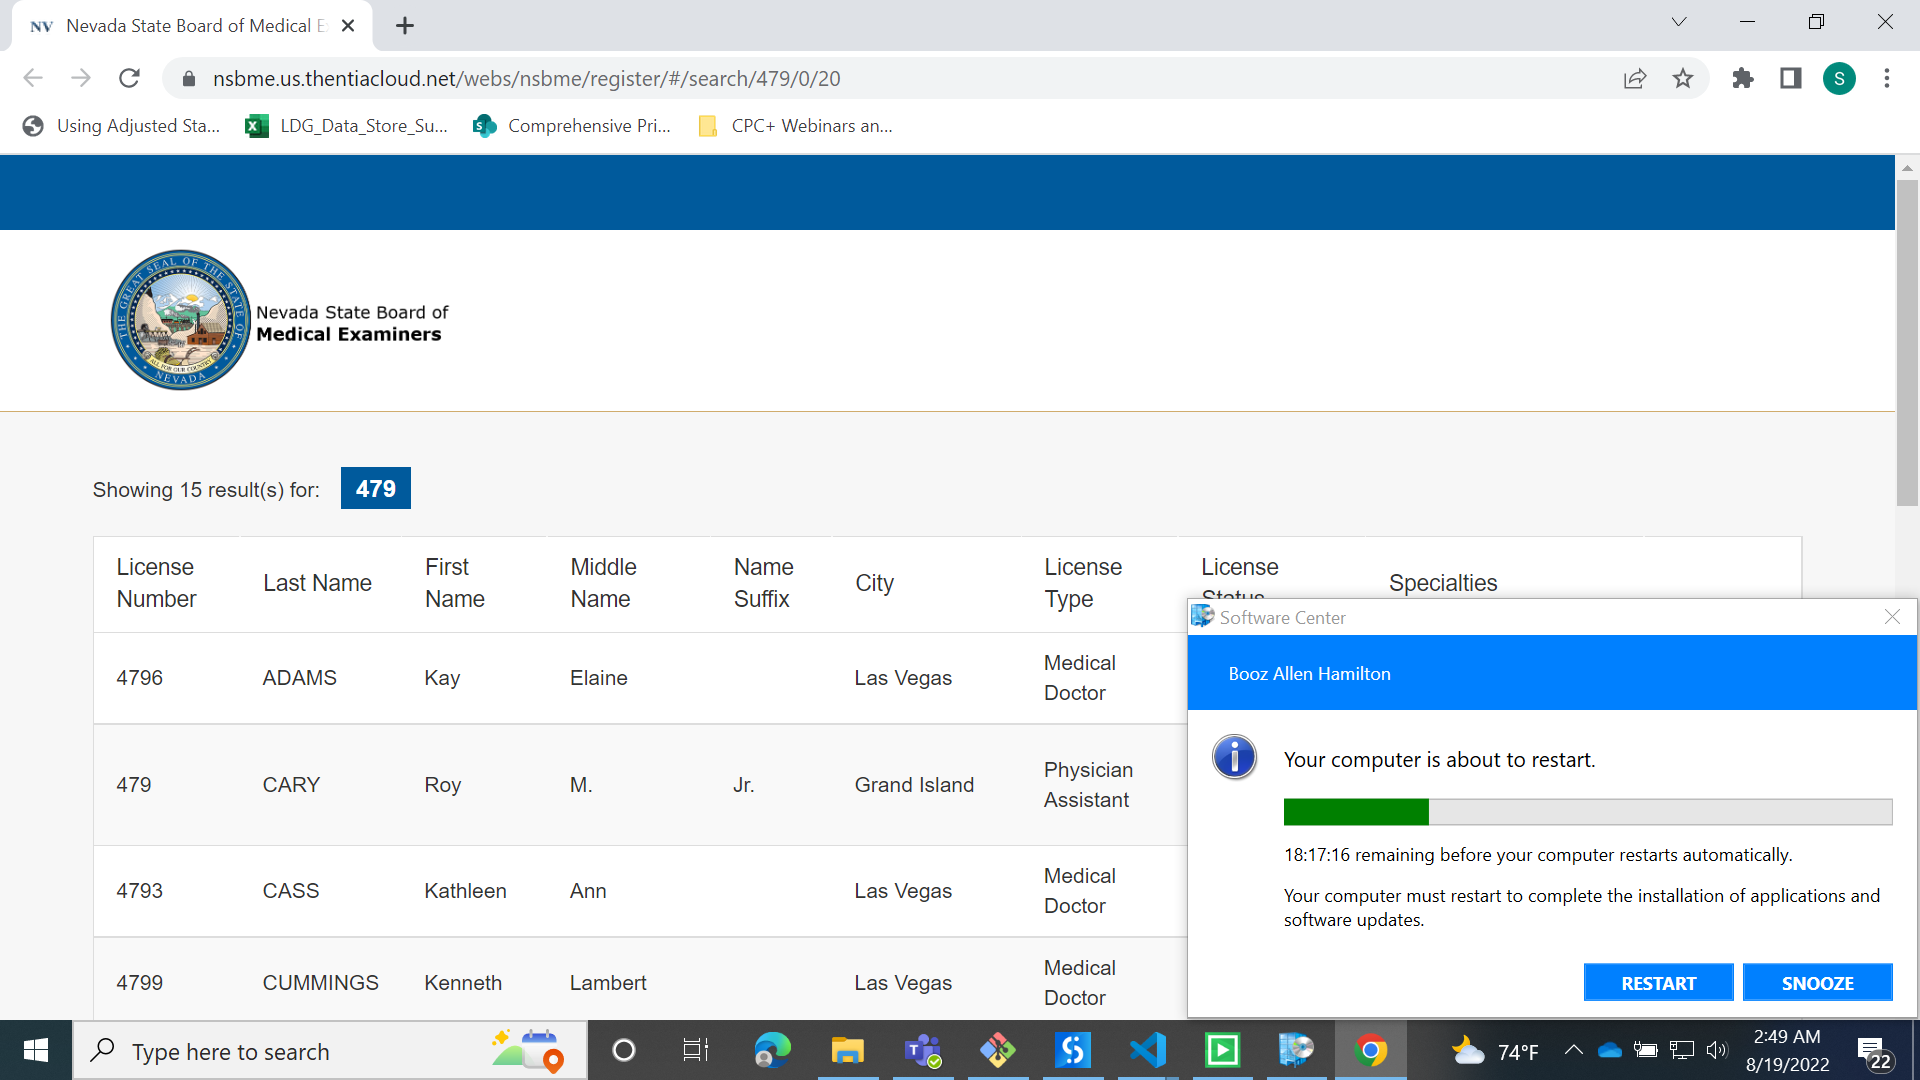 NV Nevada State Board of Medical E
nsbme.us.thentiacloud.net/webs/nsbme/register/#/search/479/0/20
S
Using Adjusted Sta... LDG_Data_Store_Su... Comprehensive Pri... CPC+ Webinars an...
THE GREAT SEAL OF THE STATE OF NEVADA
ALL FOR OUR COUNTRY
Nevada State Board of
Medical Examiners
Showing 15 result(s) for: 479
License Number Last Name First Name Middle Name Name Suffix City License Type License Status Specialties
4796 ADAMS Kay Elaine Las Vegas Medical Doctor
479 CARY Roy M. Jr. Grand Island Physician Assistant
4793 CASS Kathleen Ann Las Vegas Medical Doctor
4799 CUMMINGS Kenneth Lambert Las Vegas Medical Doctor
Software Center
Booz Allen Hamilton
Your computer is about to restart.
18:17:16 remaining before your computer restarts automatically.
Your computer must restart to complete the installation of applications and
software updates.
RESTART SNOOZE
Type here to search
74°F
2:49 AM
8/19/2022
22